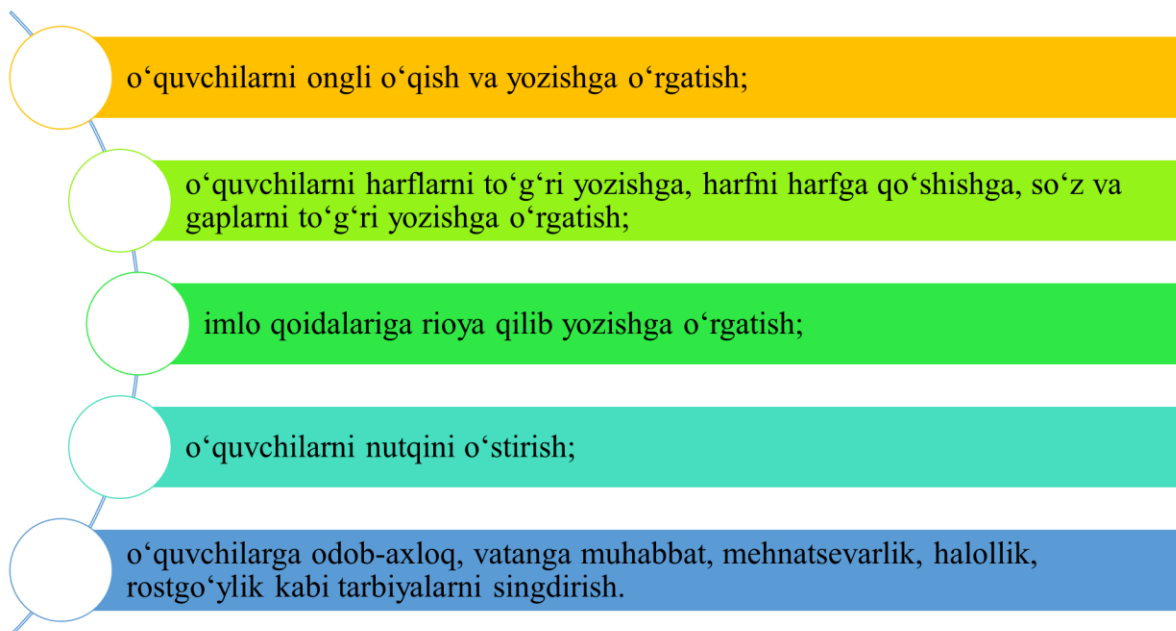 o‘quvchilarni ongli o‘qish va yozishga o‘rgatish;
o‘quvchilarni harflarni to‘g‘ri yozishga, harfni harfga qo‘shishga, so‘z va
gaplarni to‘g‘ri yozishga o‘rgatish;
imlo qoidalariga rioya qilib yozishga o‘rgatish;
o‘quvchilarni nutqini o‘stirish;
o‘quvchilarga odob-axloq, vatanga muhabbat, mehnatsevarlik, halollik,
rostgo‘ylik kabi tarbiyalarni singdirish.